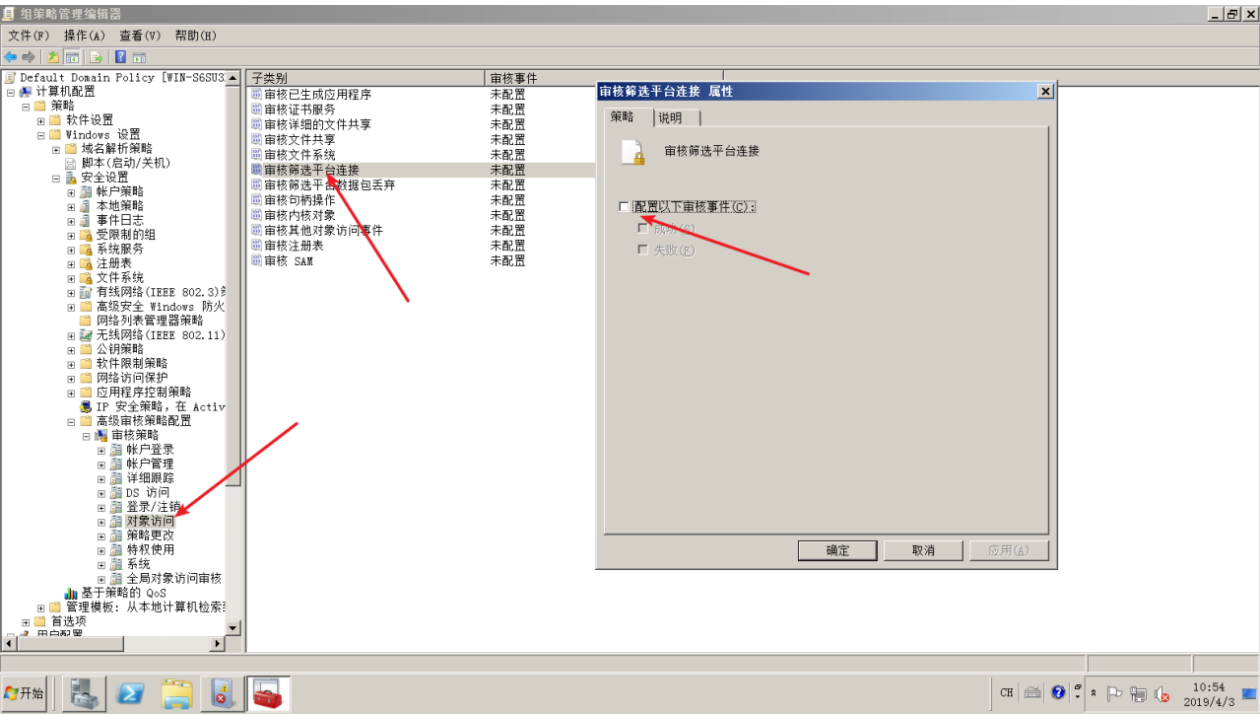 组策略管理编辑器
文件(F) 操作(A) 查看(V) 帮助(H)
Default Domain Policy [WIN-S6SU3
计算机配置
策略
软件设置
Windows 设置
域名解析策略
脚本(启动/关机)
安全设置
帐户策略
本地策略
事件日志
受限制的组
系统服务
注册表
文件系统
有线网络(IEEE 802.3)
高级安全 Windows 防火
网络列表管理器策略
无线网络(IEEE 802.11)
公钥策略
软件限制策略
网络访问保护
应用程序控制策略
IP 安全策略，在 Activ
高级审核策略配置
审核策略
帐户登录
帐户管理
详细跟踪
DS 访问
登录/注销
对象访问
策略更改
特权使用
系统
全局对象访问审核
基于策略的 QoS
管理模板: 从本地计算机检索
首选项
用户配置
子类别 审核事件
审核已生成应用程序 未配置
审核证书服务 未配置
审核详细的文件共享 未配置
审核文件共享 未配置
审核文件系统 未配置
审核筛选平台连接 未配置
审核筛选平台数据包丢弃 未配置
审核句柄操作 未配置
审核内核对象 未配置
审核其他对象访问事件 未配置
审核注册表 未配置
审核 SAM 未配置
审核筛选平台连接 属性
策略 说明
审核筛选平台连接
配置以下审核事件(C):
成功(S)
失败(F)
确定 取消 应用(A)
开始
CH
10:54
2019/4/3